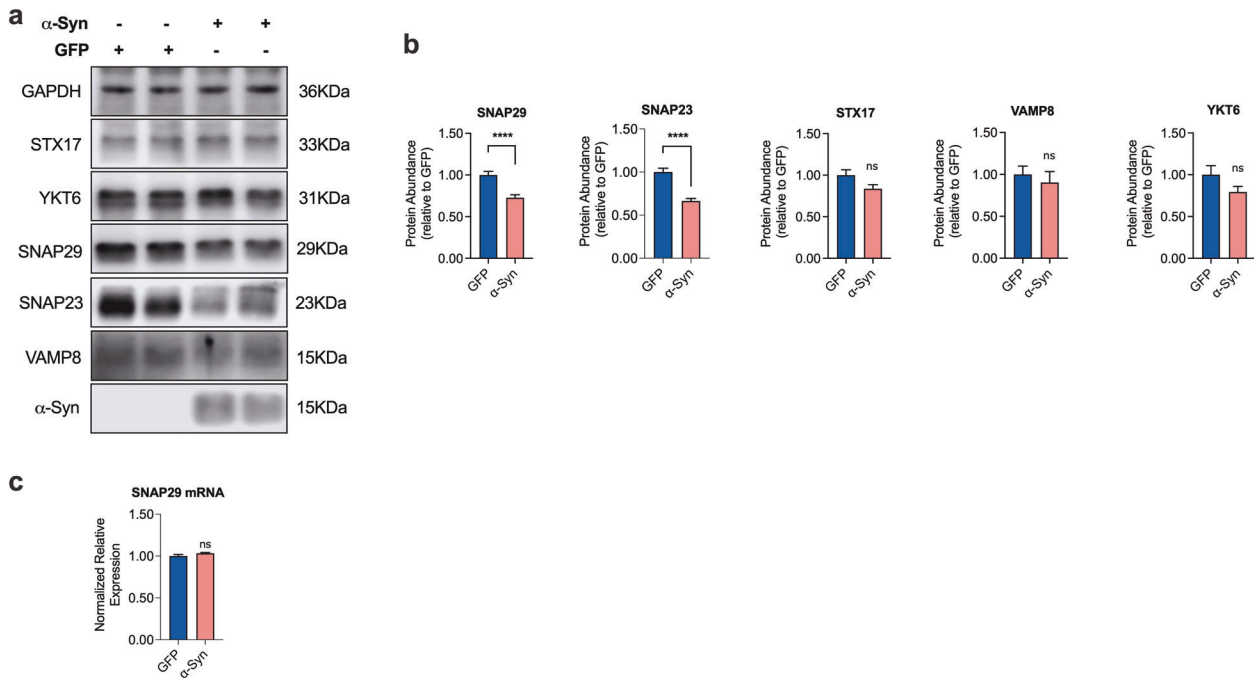 a
α-Syn - - + +
GFP + + - -
GAPDH 36KDa
STX17 33KDa
YKT6 31KDa
SNAP29 29KDa
SNAP23 23KDa
VAMP8 15KDa
α-Syn 15KDa
b
SNAP29
Protein Abundance
(relative to GFP)
1.50
1.00
0.50
0.00
****
GFP
α-Syn
SNAP23
Protein Abundance
(relative to GFP)
1.50
1.00
0.50
0.00
****
GFP
α-Syn
STX17
Protein Abundance
(relative to GFP)
1.50
1.00
0.50
0.00
ns
GFP
α-Syn
VAMP8
Protein Abundance
(relative to GFP)
1.50
1.00
0.50
0.00
ns
GFP
α-Syn
YKT6
Protein Abundance
(relative to GFP)
1.50
1.00
0.50
0.00
ns
GFP
α-Syn
c
SNAP29 mRNA
Normalized Relative
Expression
1.50
1.00
0.50
0.00
ns
GFP
α-Syn